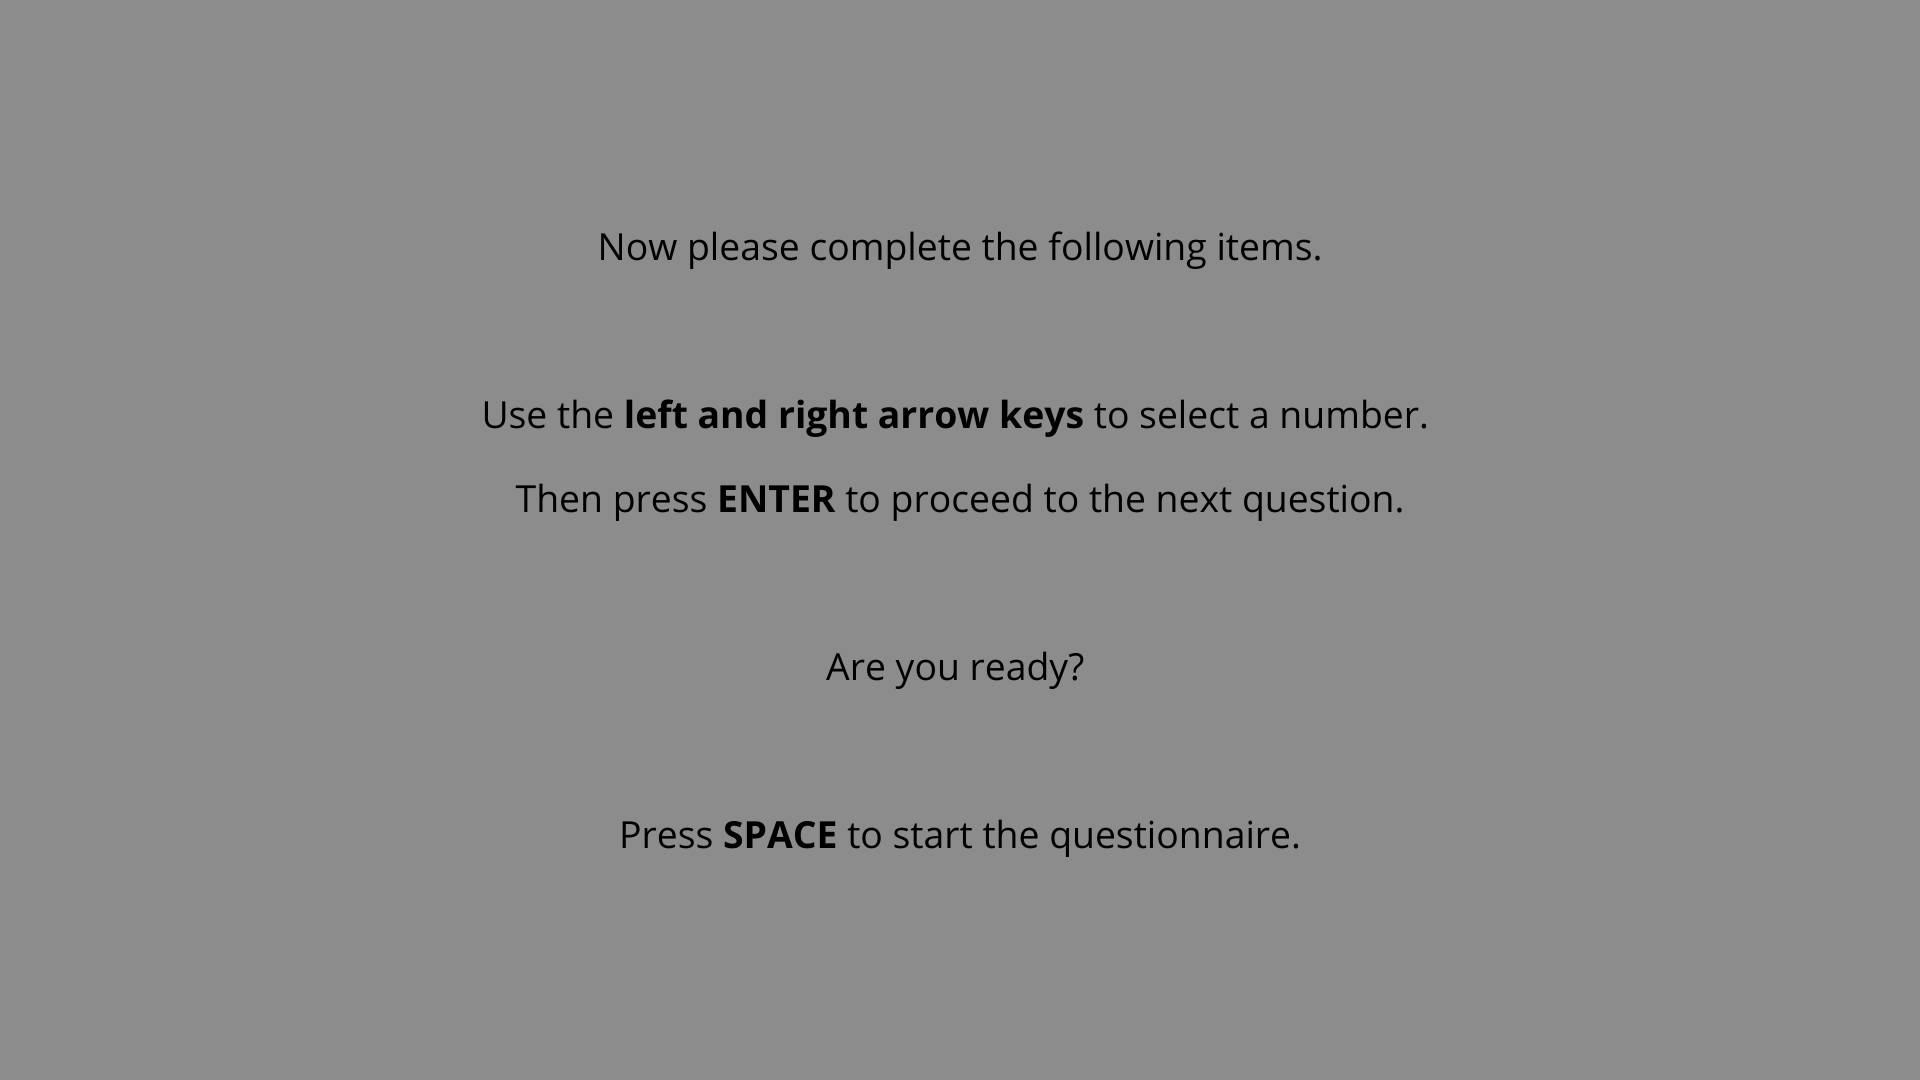 Now please complete the following items.
Use the left and right arrow keys to select a number.
Then press ENTER to proceed to the next question.
Are you ready?
Press SPACE to start the questionnaire.